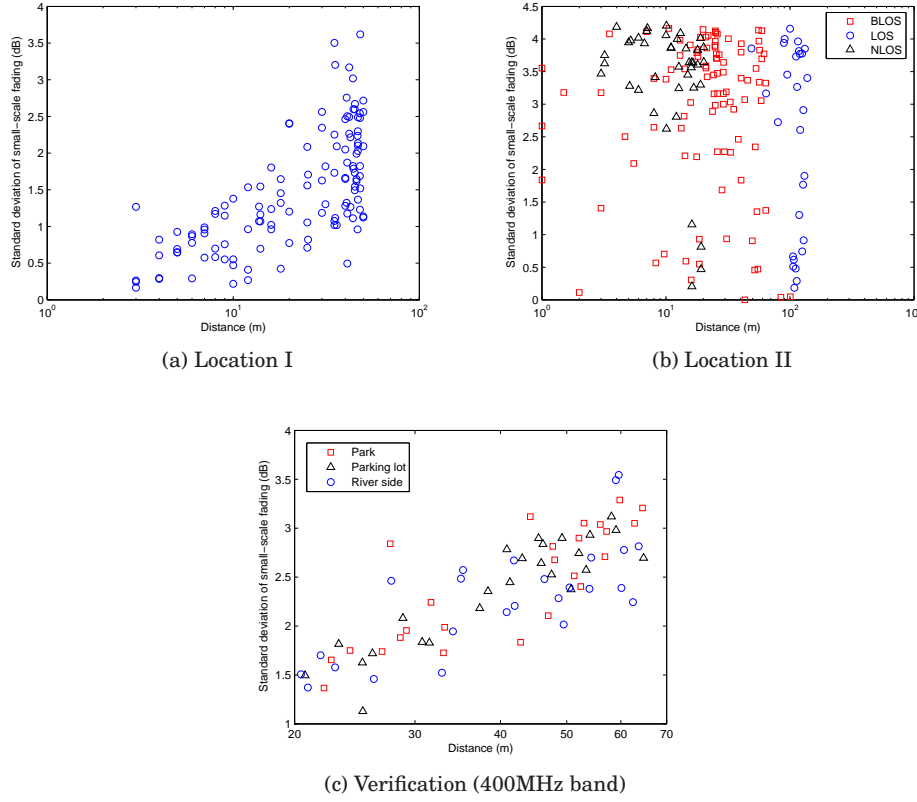 4
3.5
3
2.5
2
1.5
1
0.5
0
Standard deviation of small−scale fading (dB)
10^0
10^1
10^2
Distance (m)
(a) Location I
4
3.5
3
2.5
2
1.5
1
0.5
0
Standard deviation of small−scale fading (dB)
BLOS
LOS
NLOS
10^0
10^1
10^2
10^3
Distance (m)
(b) Location II
4
3.5
3
2.5
2
1.5
1
Standard deviation of small−scale fading (dB)
Park
Parking lot
River side
20
30
40
50
60
70
Distance (m)
(c) Verification (400MHz band)